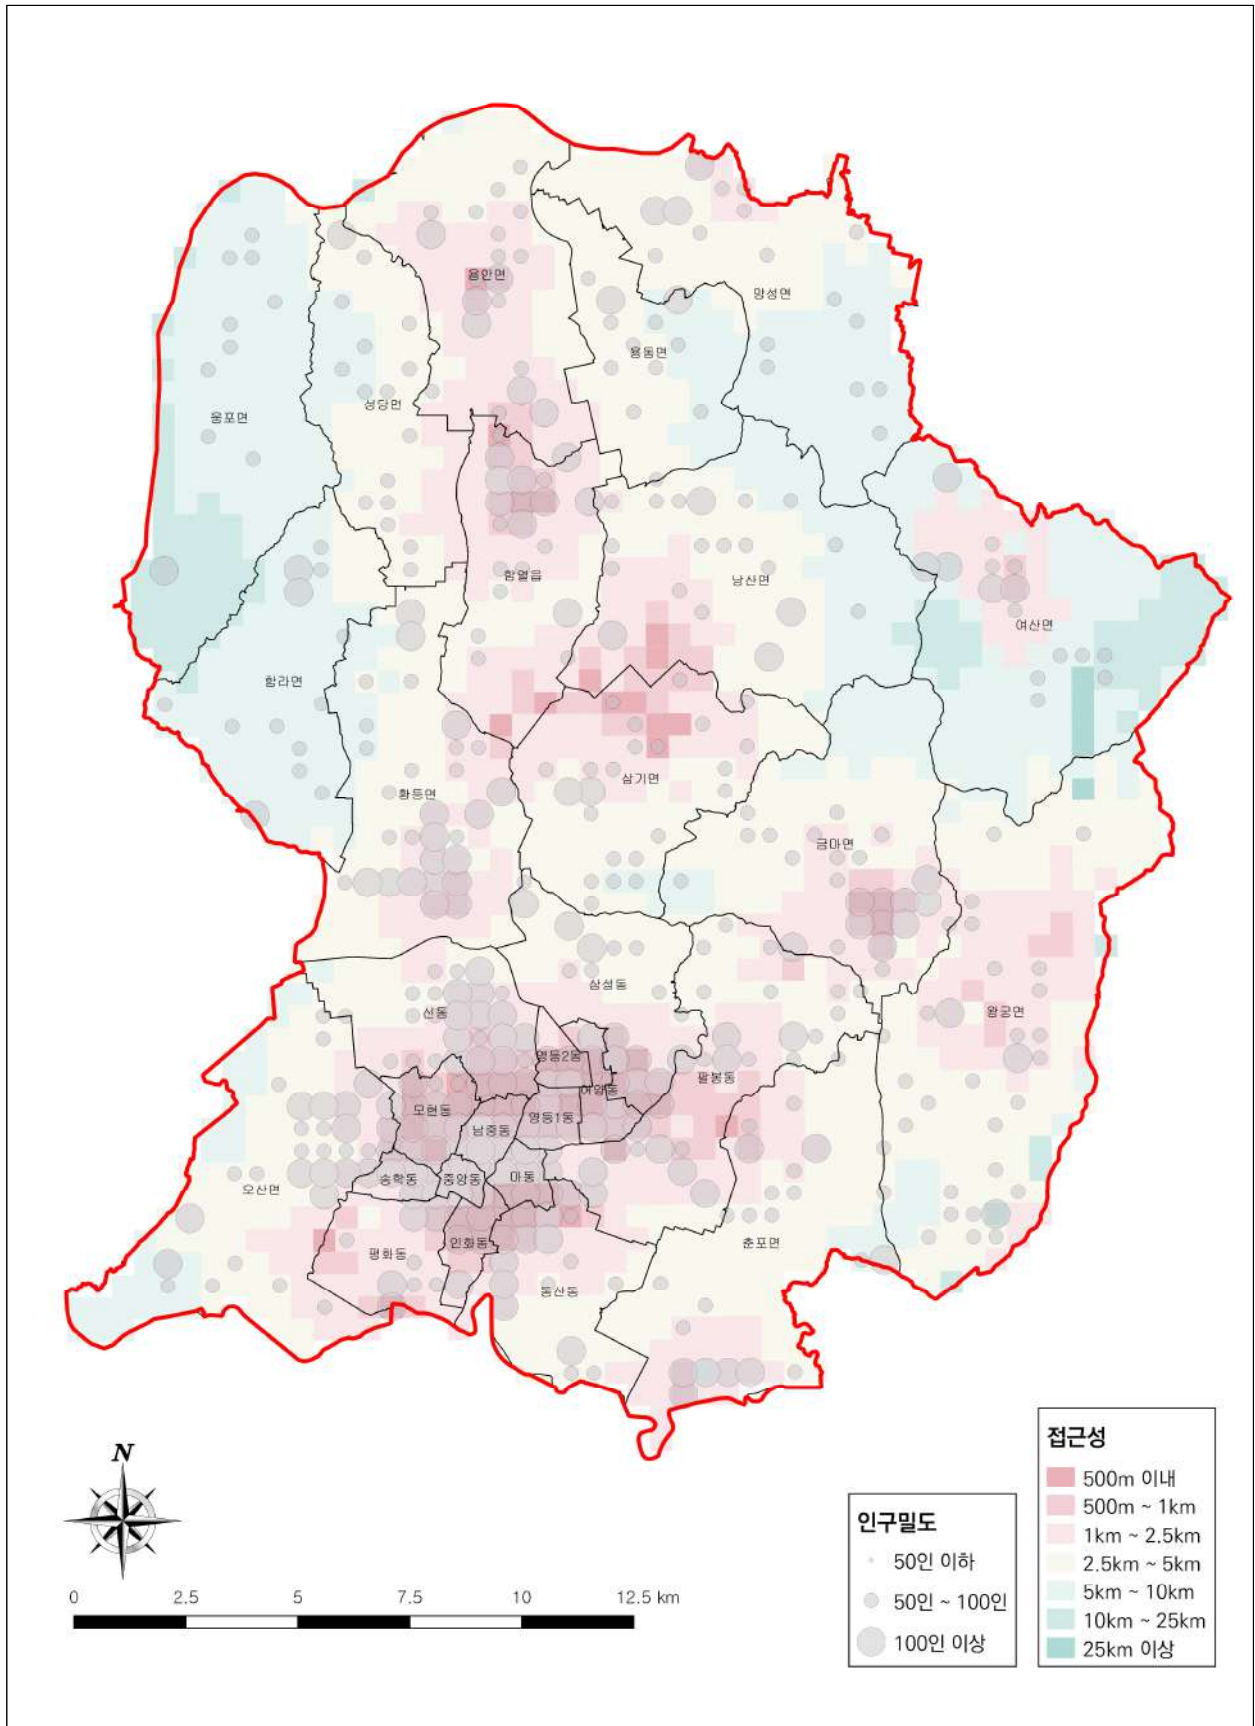 용안면
망성면
용동면
성당면
웅포면
함열읍
낭산면
여산면
함라면
삼기면
황등면
금마면
삼성동
신동
왕궁면
영등2동
팔봉동
어양동
모현동
영등1동
남중동
송학동
중앙동
마동
오산면
춘포면
인화동
평화동
동산동
N
0 2.5 5 7.5 10 12.5 km
인구밀도
50인 이하
50인 ~ 100인
100인 이상
접근성
500m 이내
500m ~ 1km
1km ~ 2.5km
2.5km ~ 5km
5km ~ 10km
10km ~ 25km
25km 이상